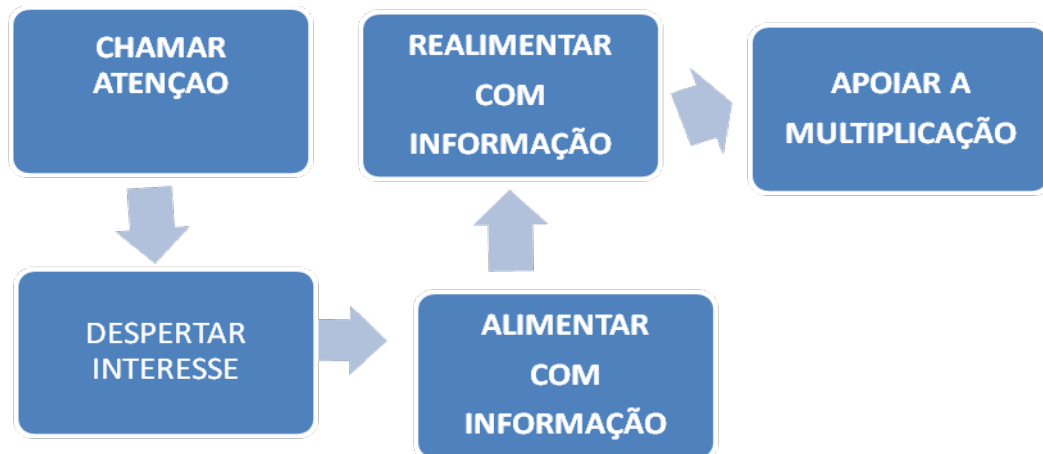 CHAMAR
ATENÇAO
DESPERTAR
INTERESSE
ALIMENTAR
COM
INFORMAÇÃO
REALIMENTAR
COM
INFORMAÇÃO
APOIAR A
MULTIPLICAÇÃO